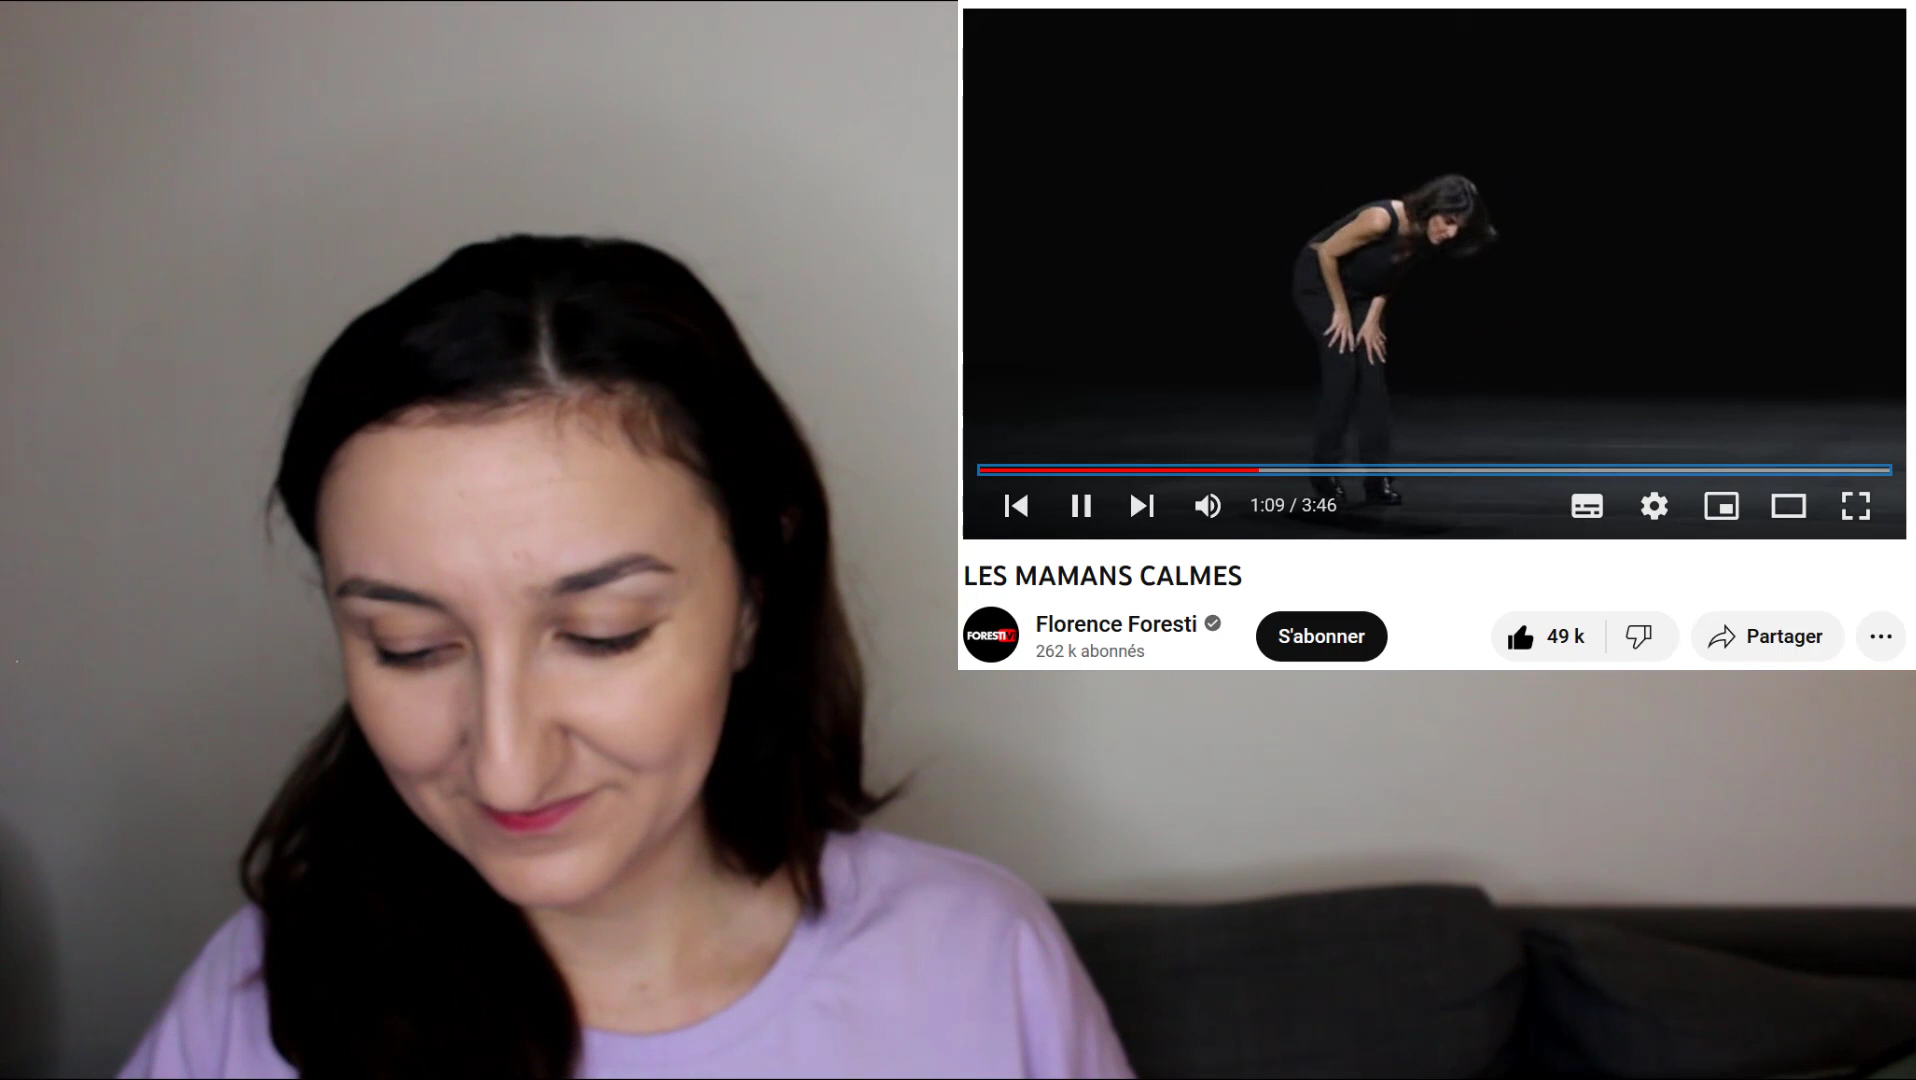 1:09 / 3:46
LES MAMANS CALMES
FORESTI
Florence Foresti
262 k abonnés
S'abonner
49 k
Partager